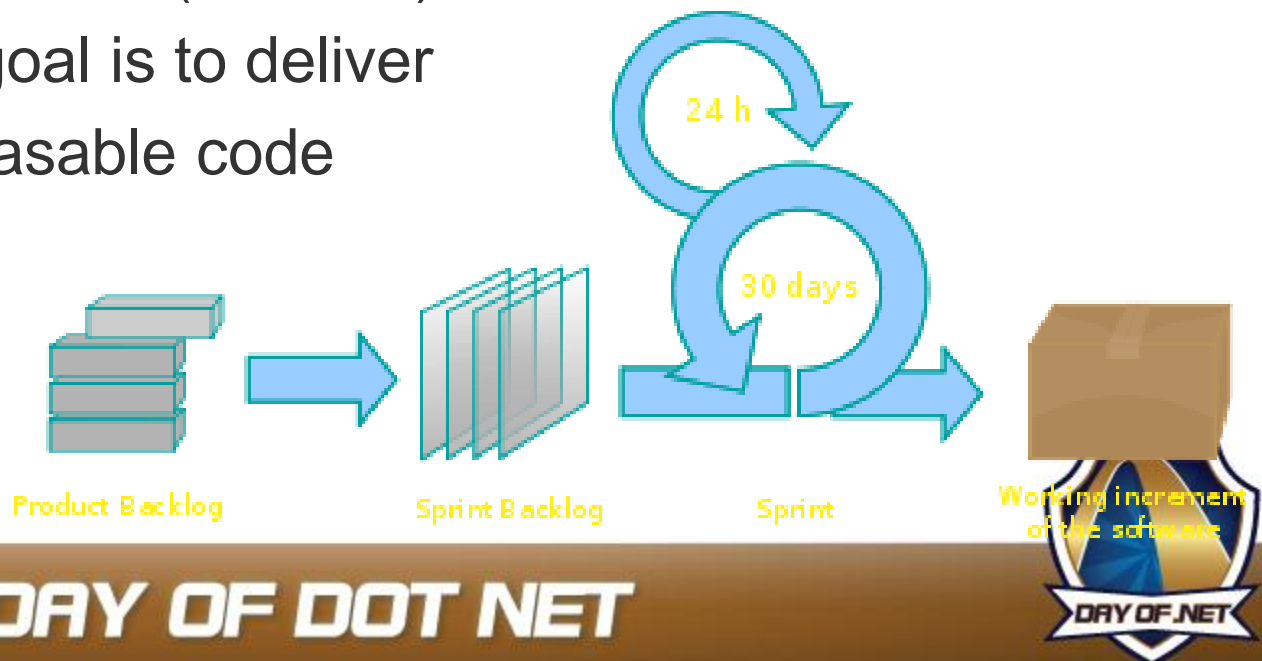 goal is to deliver
asable code
24 h
30 days
Product Backlog
Sprint Backlog
Sprint
Working increment
of the software
DAY OF DOT NET
DAY OF .NET